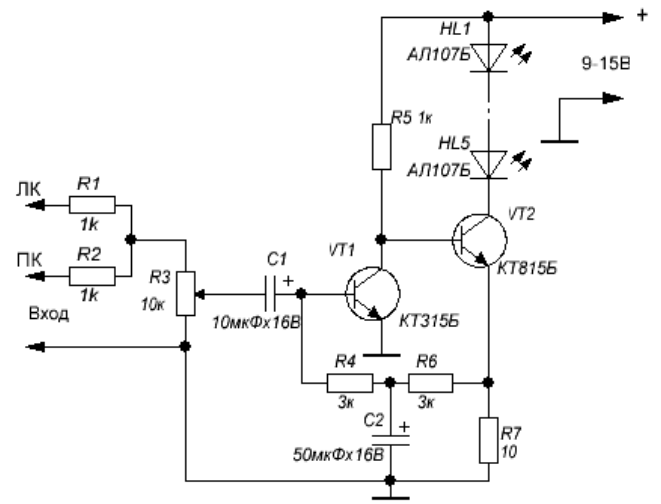 HL1
АЛ107Б
+
9-15В
R5 1к
HL5
АЛ107Б
ЛК
R1
1k
VT2
ПК
R2
1k
R3
10к
C1
+
VT1
КТ815Б
Вход
10мкФх16В
КТ315Б
R4
3к
R6
3к
C2
+
50мкФх16В
R7
10